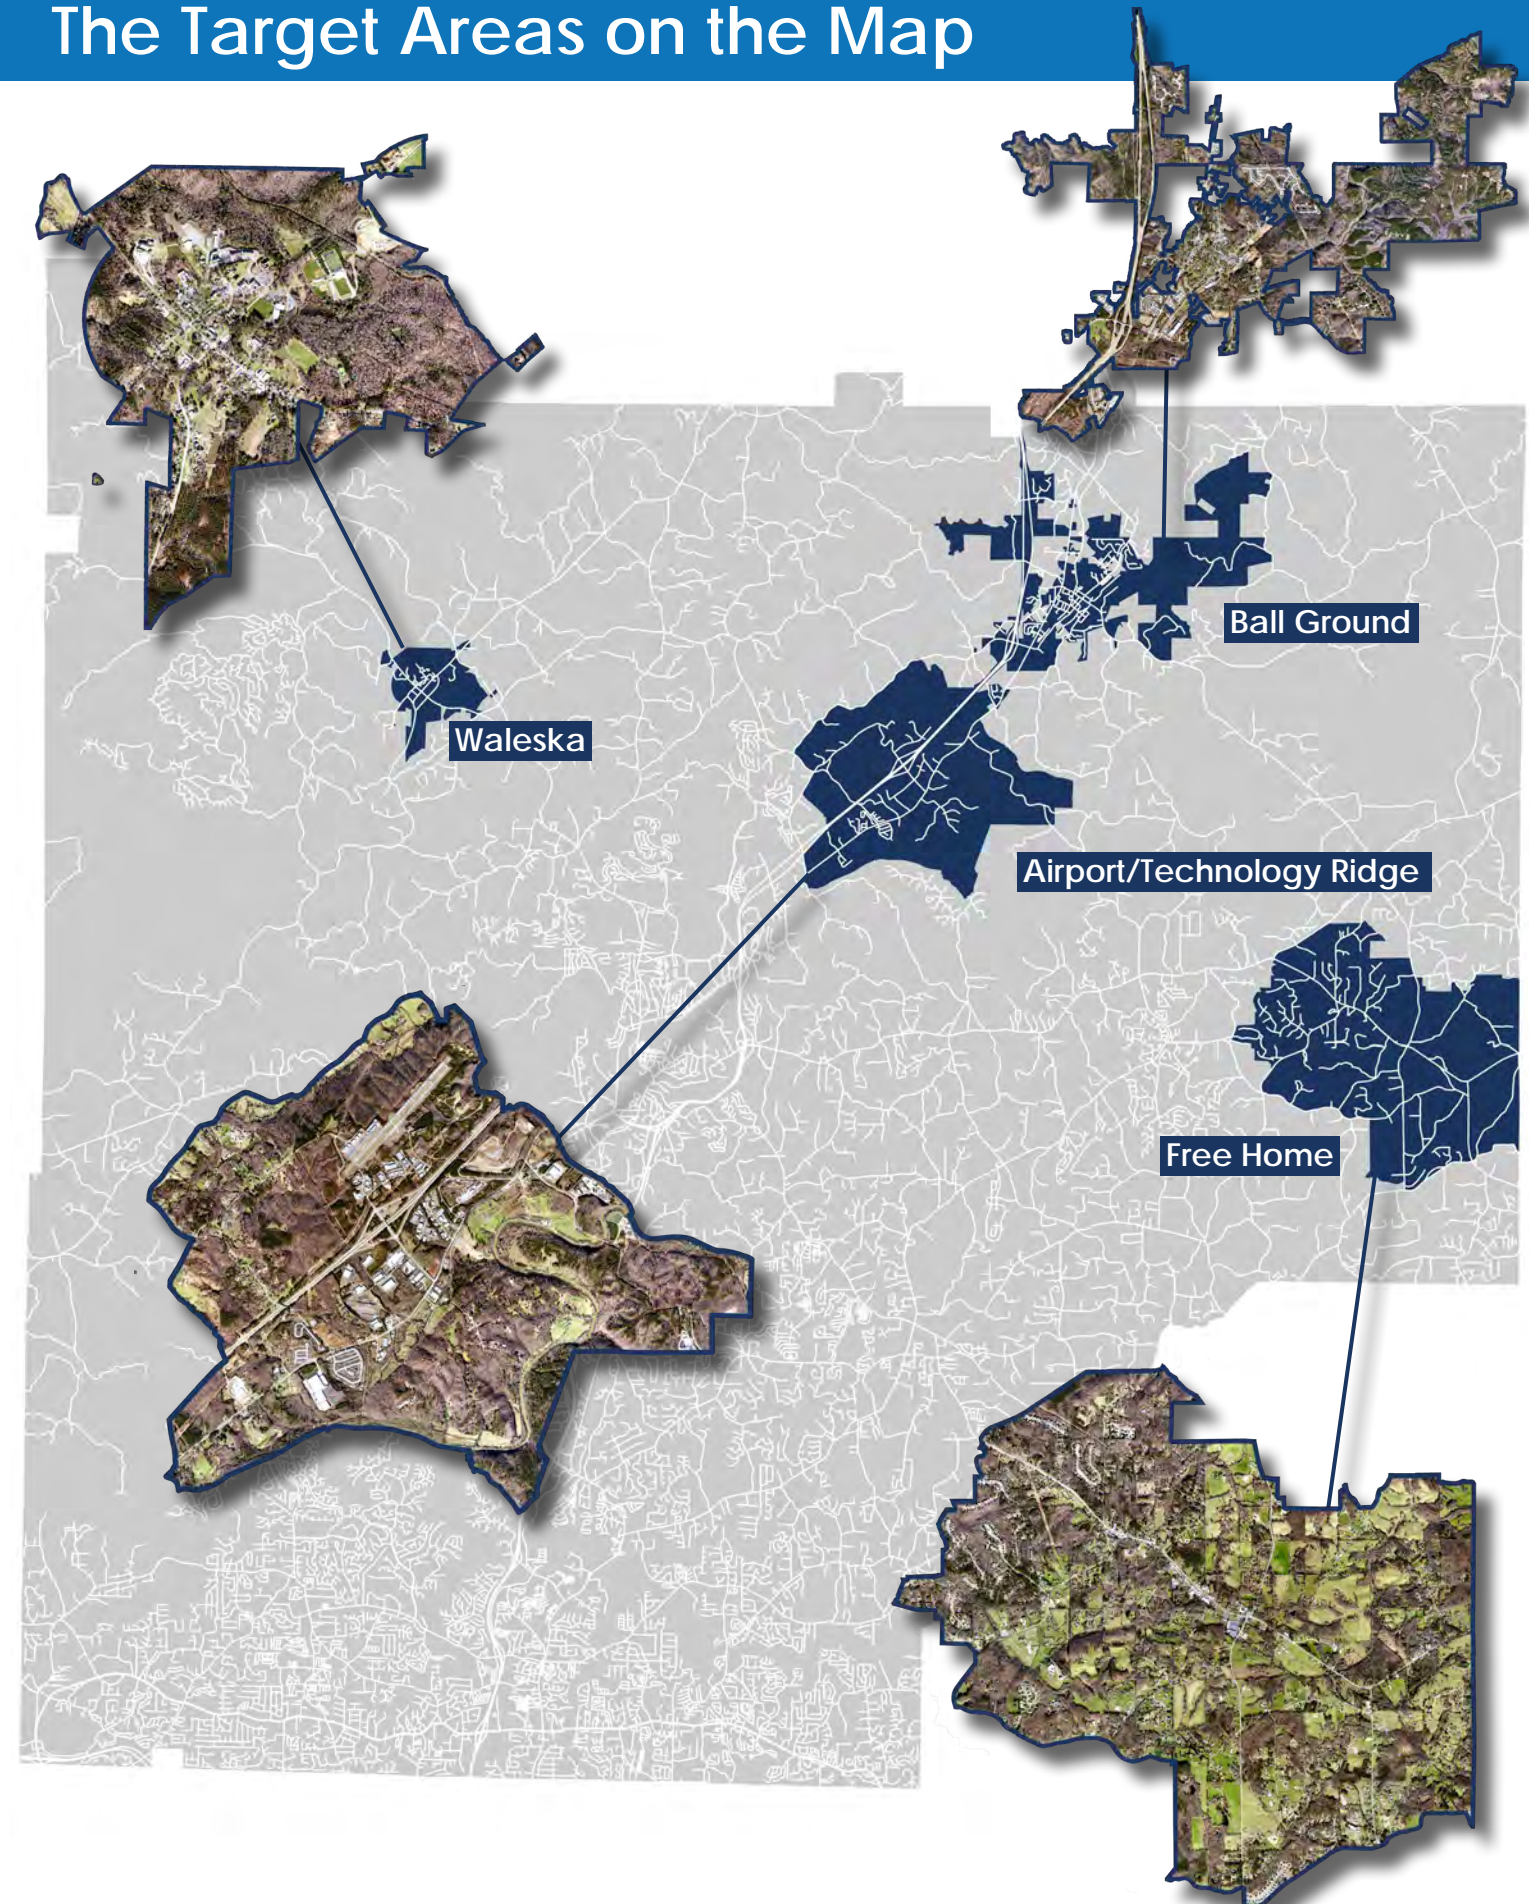 The Target Areas on the Map
Ball Ground
Waleska
Airport/Technology Ridge
Free Home